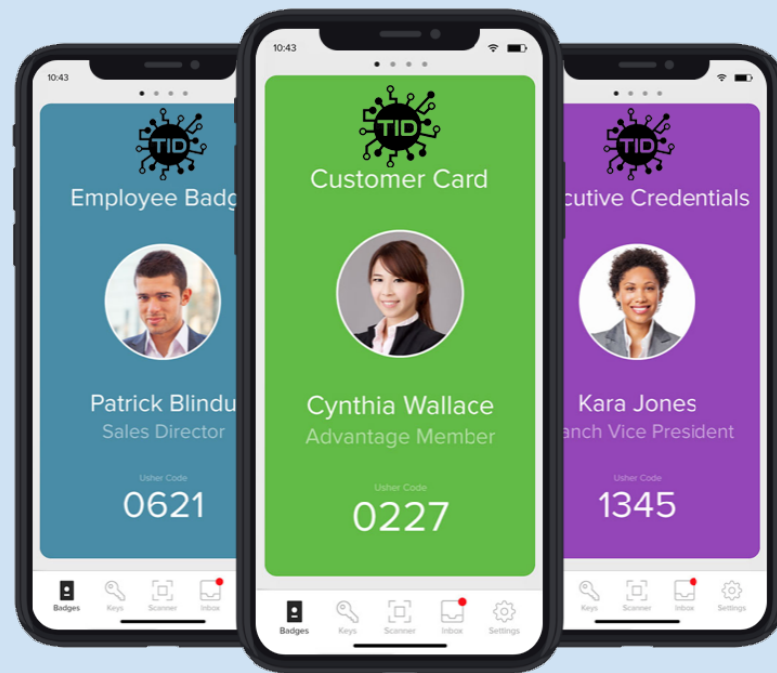 10:43
TID
Employee Badg
Patrick Blindu
Sales Director
Usher Code
0621
Badges
Keys
Scanner
Inbox
10:43
TID
Customer Card
Cynthia Wallace
Advantage Member
Usher Code
0227
Badges
Keys
Scanner
Inbox
Settings
TID
cutive Credentials
Kara Jones
anch Vice President
Usher Code
1345
Keys
Scanner
Inbox
Settings